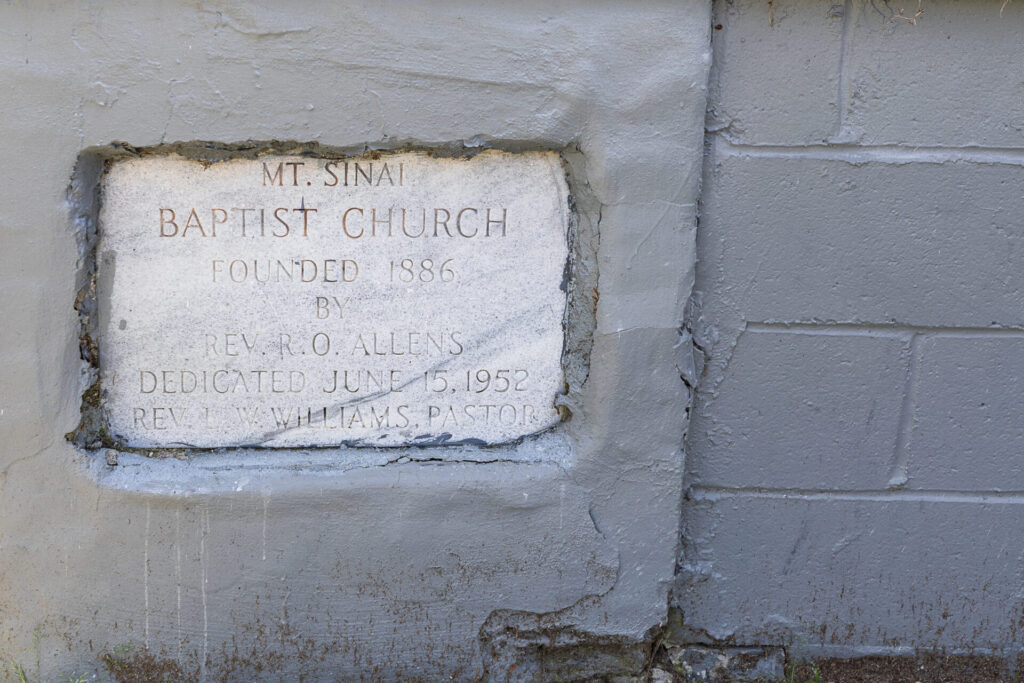 MT. SINAI
BAPTIST CHURCH
FOUNDED 1886
BY
REV. R.O. ALLENS
DEDICATED JUNE 15, 1952
REV. L. W. WILLIAMS, PASTOR